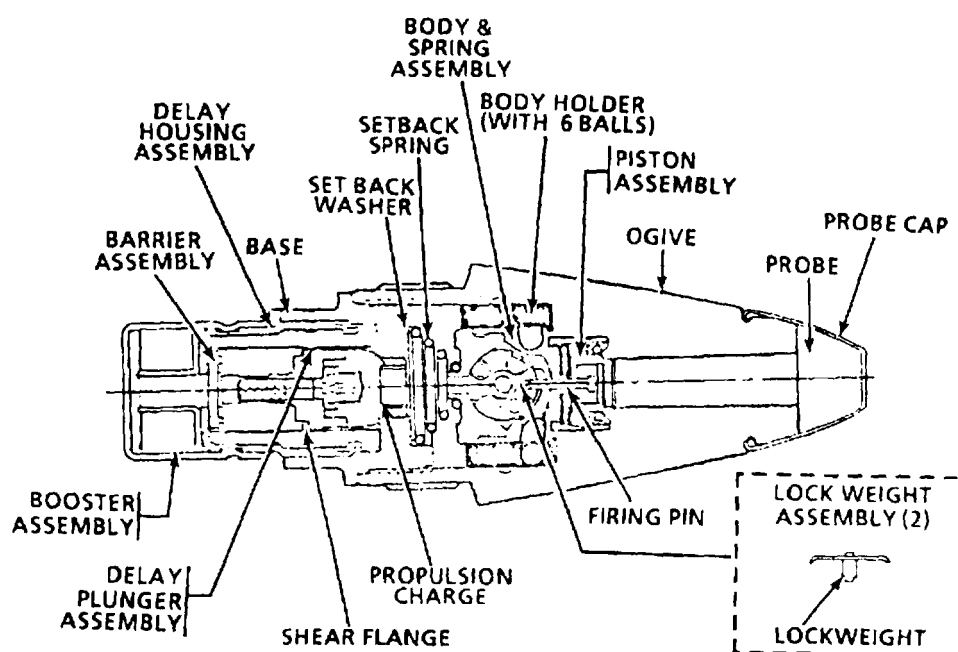 BODY &
SPRING
ASSEMBLY
BODY HOLDER
(WITH 6 BALLS)
DELAY
HOUSING
ASSEMBLY
SETBACK
SPRING
PISTON
ASSEMBLY
SET BACK
WASHER
PROBE CAP
BARRIER
ASSEMBLY
BASE
OGIVE
PROBE
BOOSTER
ASSEMBLY
FIRING PIN
LOCK WEIGHT
ASSEMBLY (2)
DELAY
PLUNGER
ASSEMBLY
PROPULSION
CHARGE
SHEAR FLANGE
LOCKWEIGHT